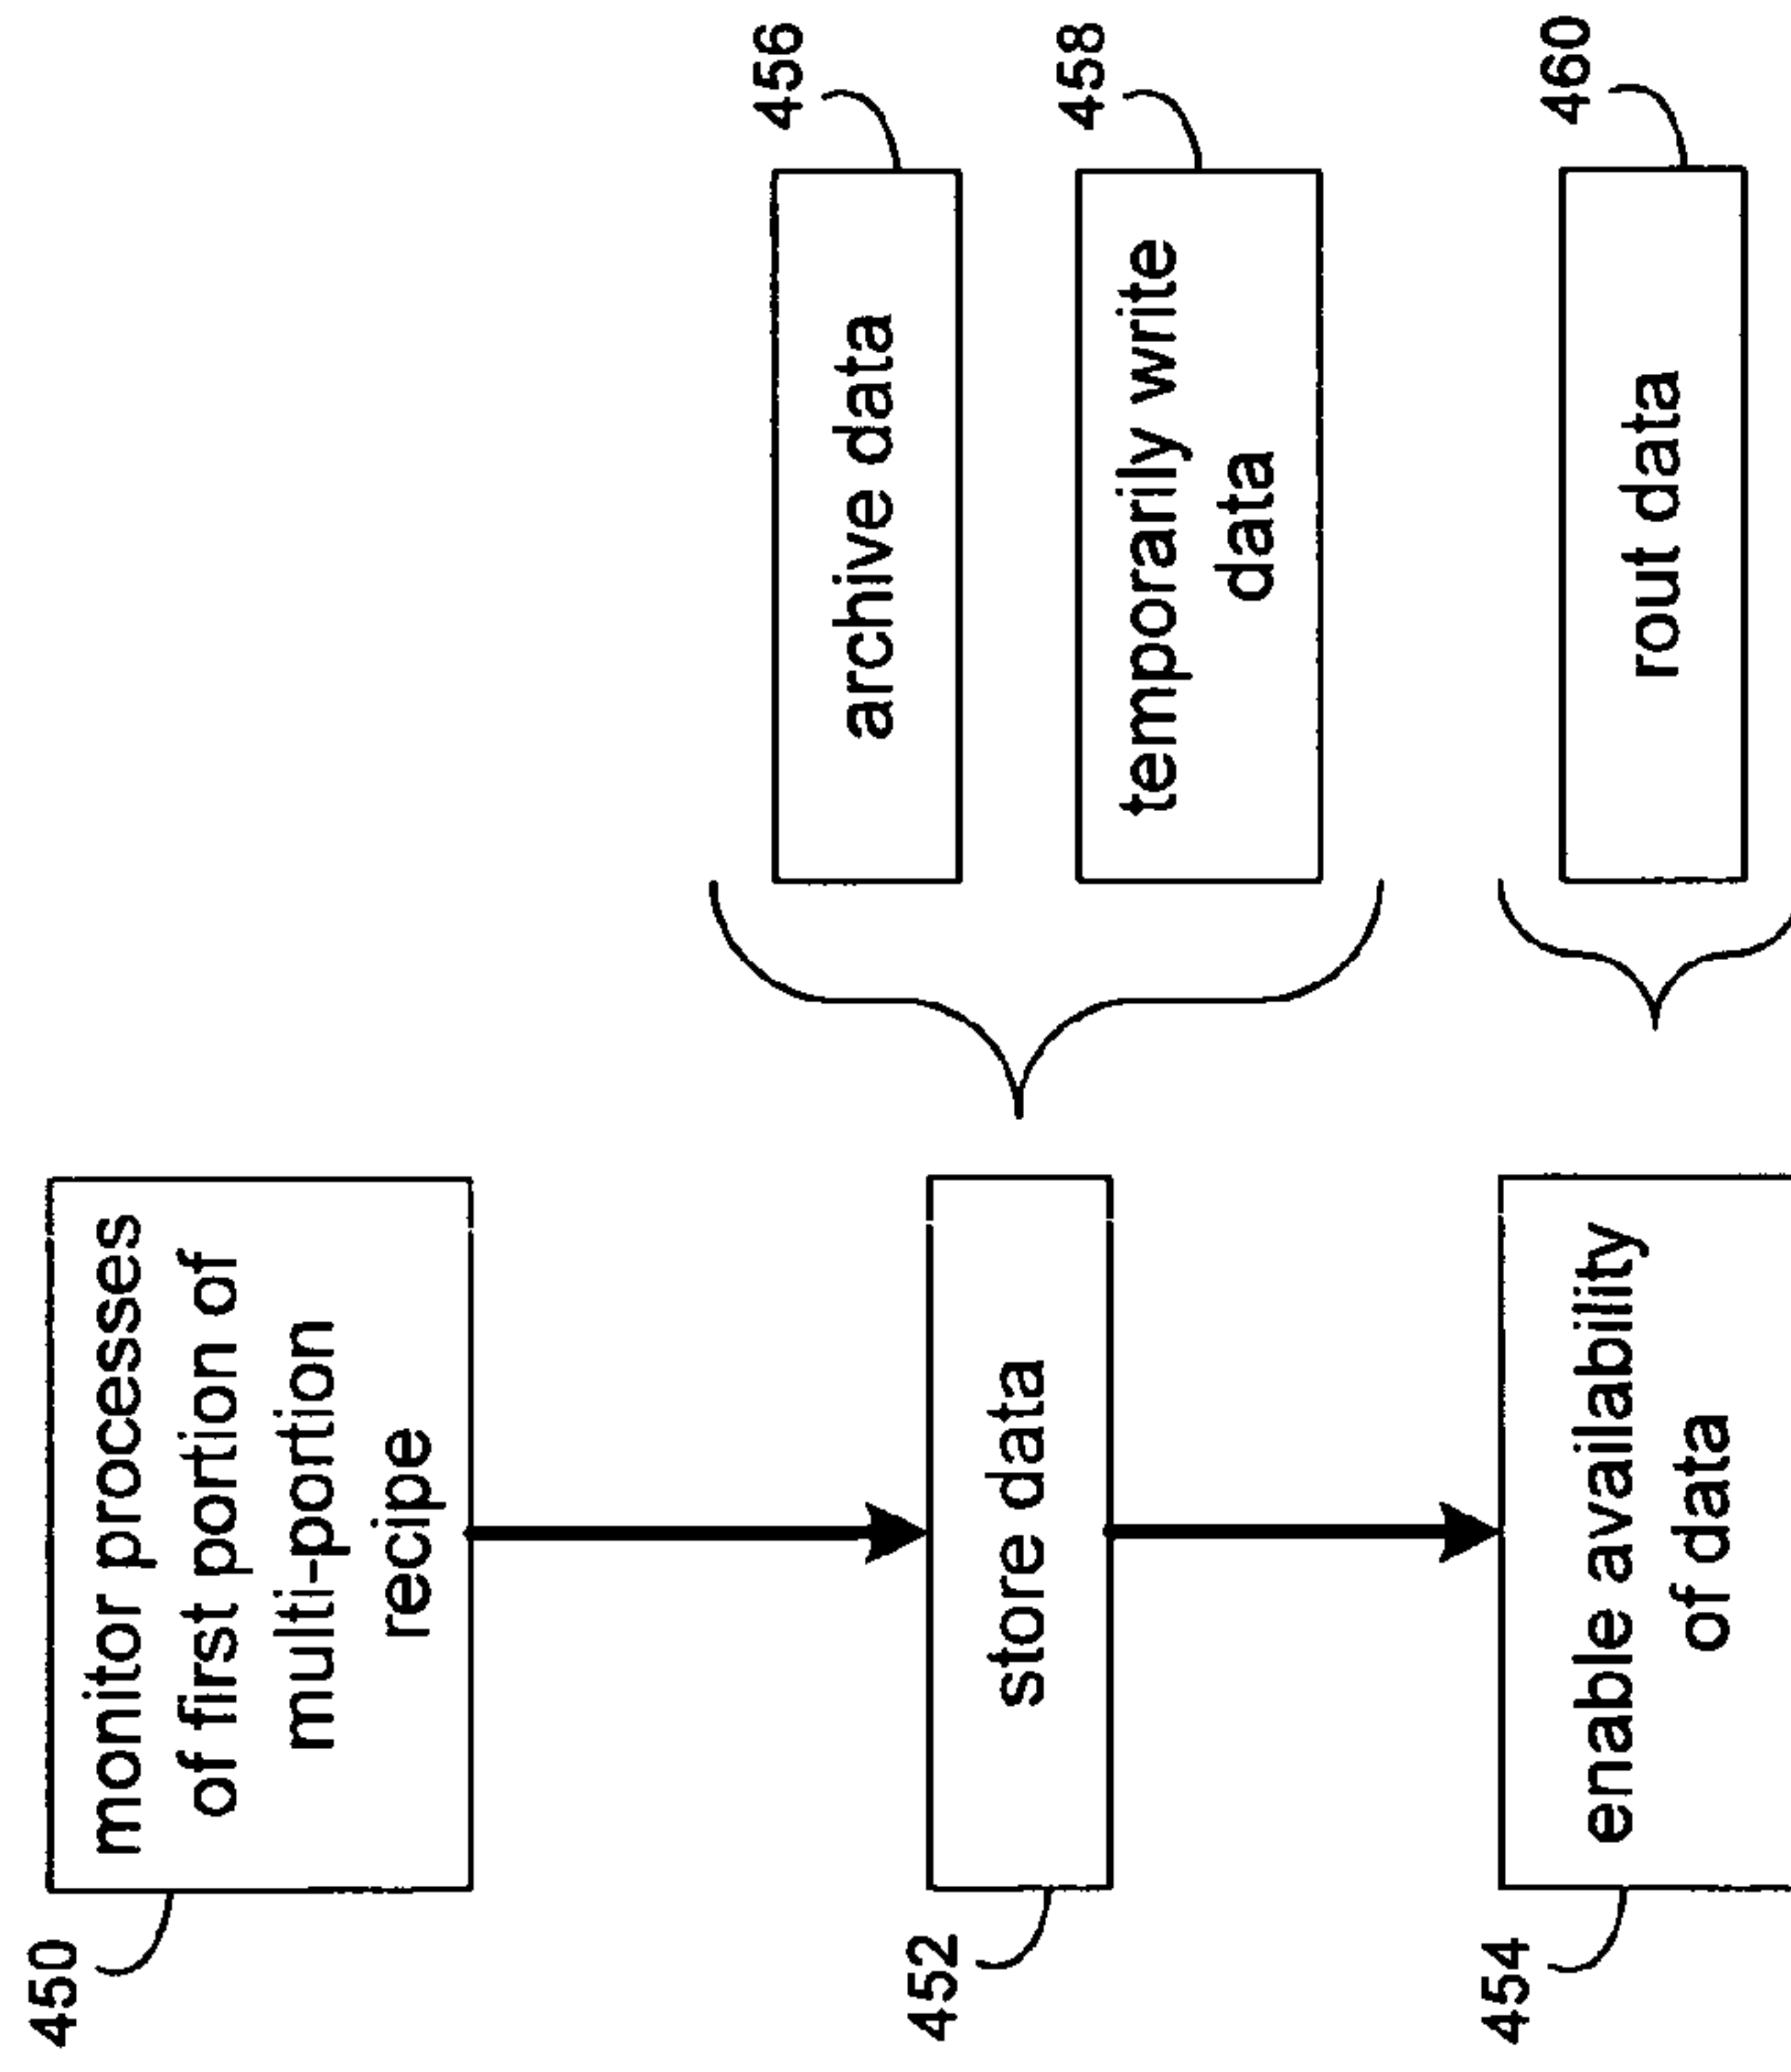 450
monitor processes
of first portion of
multi-portion
recipe
452
store data
456
archive data
458
temporarily write
data
454
enable availability
of data
460
rout data